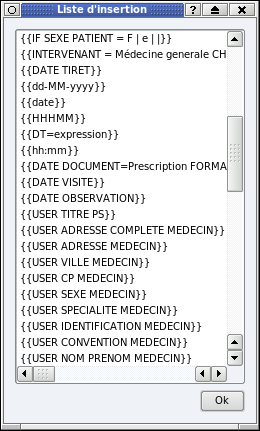 Liste d'insertion
{{IF SEXE PATIENT = F | e | |}}
{{INTERVENANT = Médecine generale CH
{{DATE TIRET}}
{{dd-MM-yyyy}}
{{date}}
{{HHHMM}}
{{DT=expression}}
{{hh:mm}}
{{DATE DOCUMENT=Prescription FORMA
{{DATE VISITE}}
{{DATE OBSERVATION}}
{{USER TITRE PS}}
{{USER ADRESSE COMPLETE MEDECIN}}
{{USER ADRESSE MEDECIN}}
{{USER VILLE MEDECIN}}
{{USER CP MEDECIN}}
{{USER SEXE MEDECIN}}
{{USER SPECIALITE MEDECIN}}
{{USER IDENTIFICATION MEDECIN}}
{{USER CONVENTION MEDECIN}}
{{USER NOM PRENOM MEDECIN}}
Ok